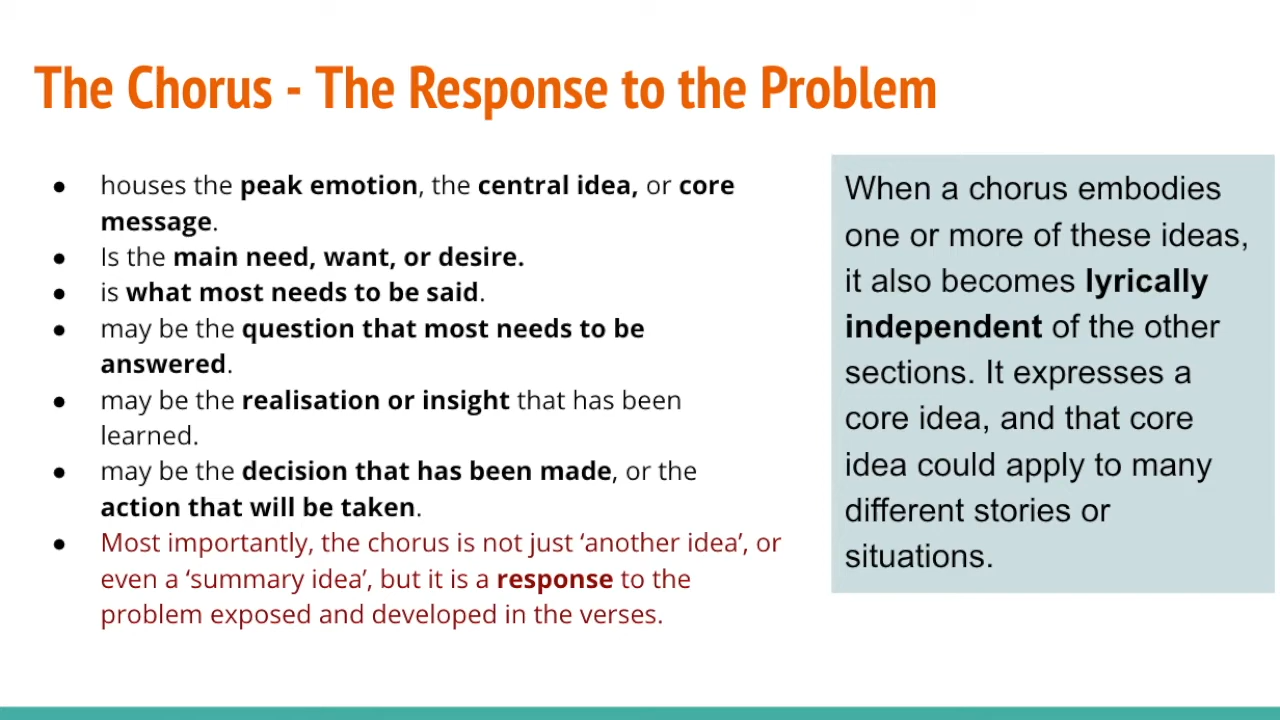 The Chorus - The Response to the Problem
● houses the peak emotion, the central idea, or core
message.
● Is the main need, want, or desire.
● is what most needs to be said.
● may be the question that most needs to be
answered.
● may be the realisation or insight that has been
learned.
● may be the decision that has been made, or the
action that will be taken.
● Most importantly, the chorus is not just ‘another idea’, or
even a ‘summary idea’, but it is a response to the
problem exposed and developed in the verses.
When a chorus embodies
one or more of these ideas,
it also becomes lyrically
independent of the other
sections. It expresses a
core idea, and that core
idea could apply to many
different stories or
situations.